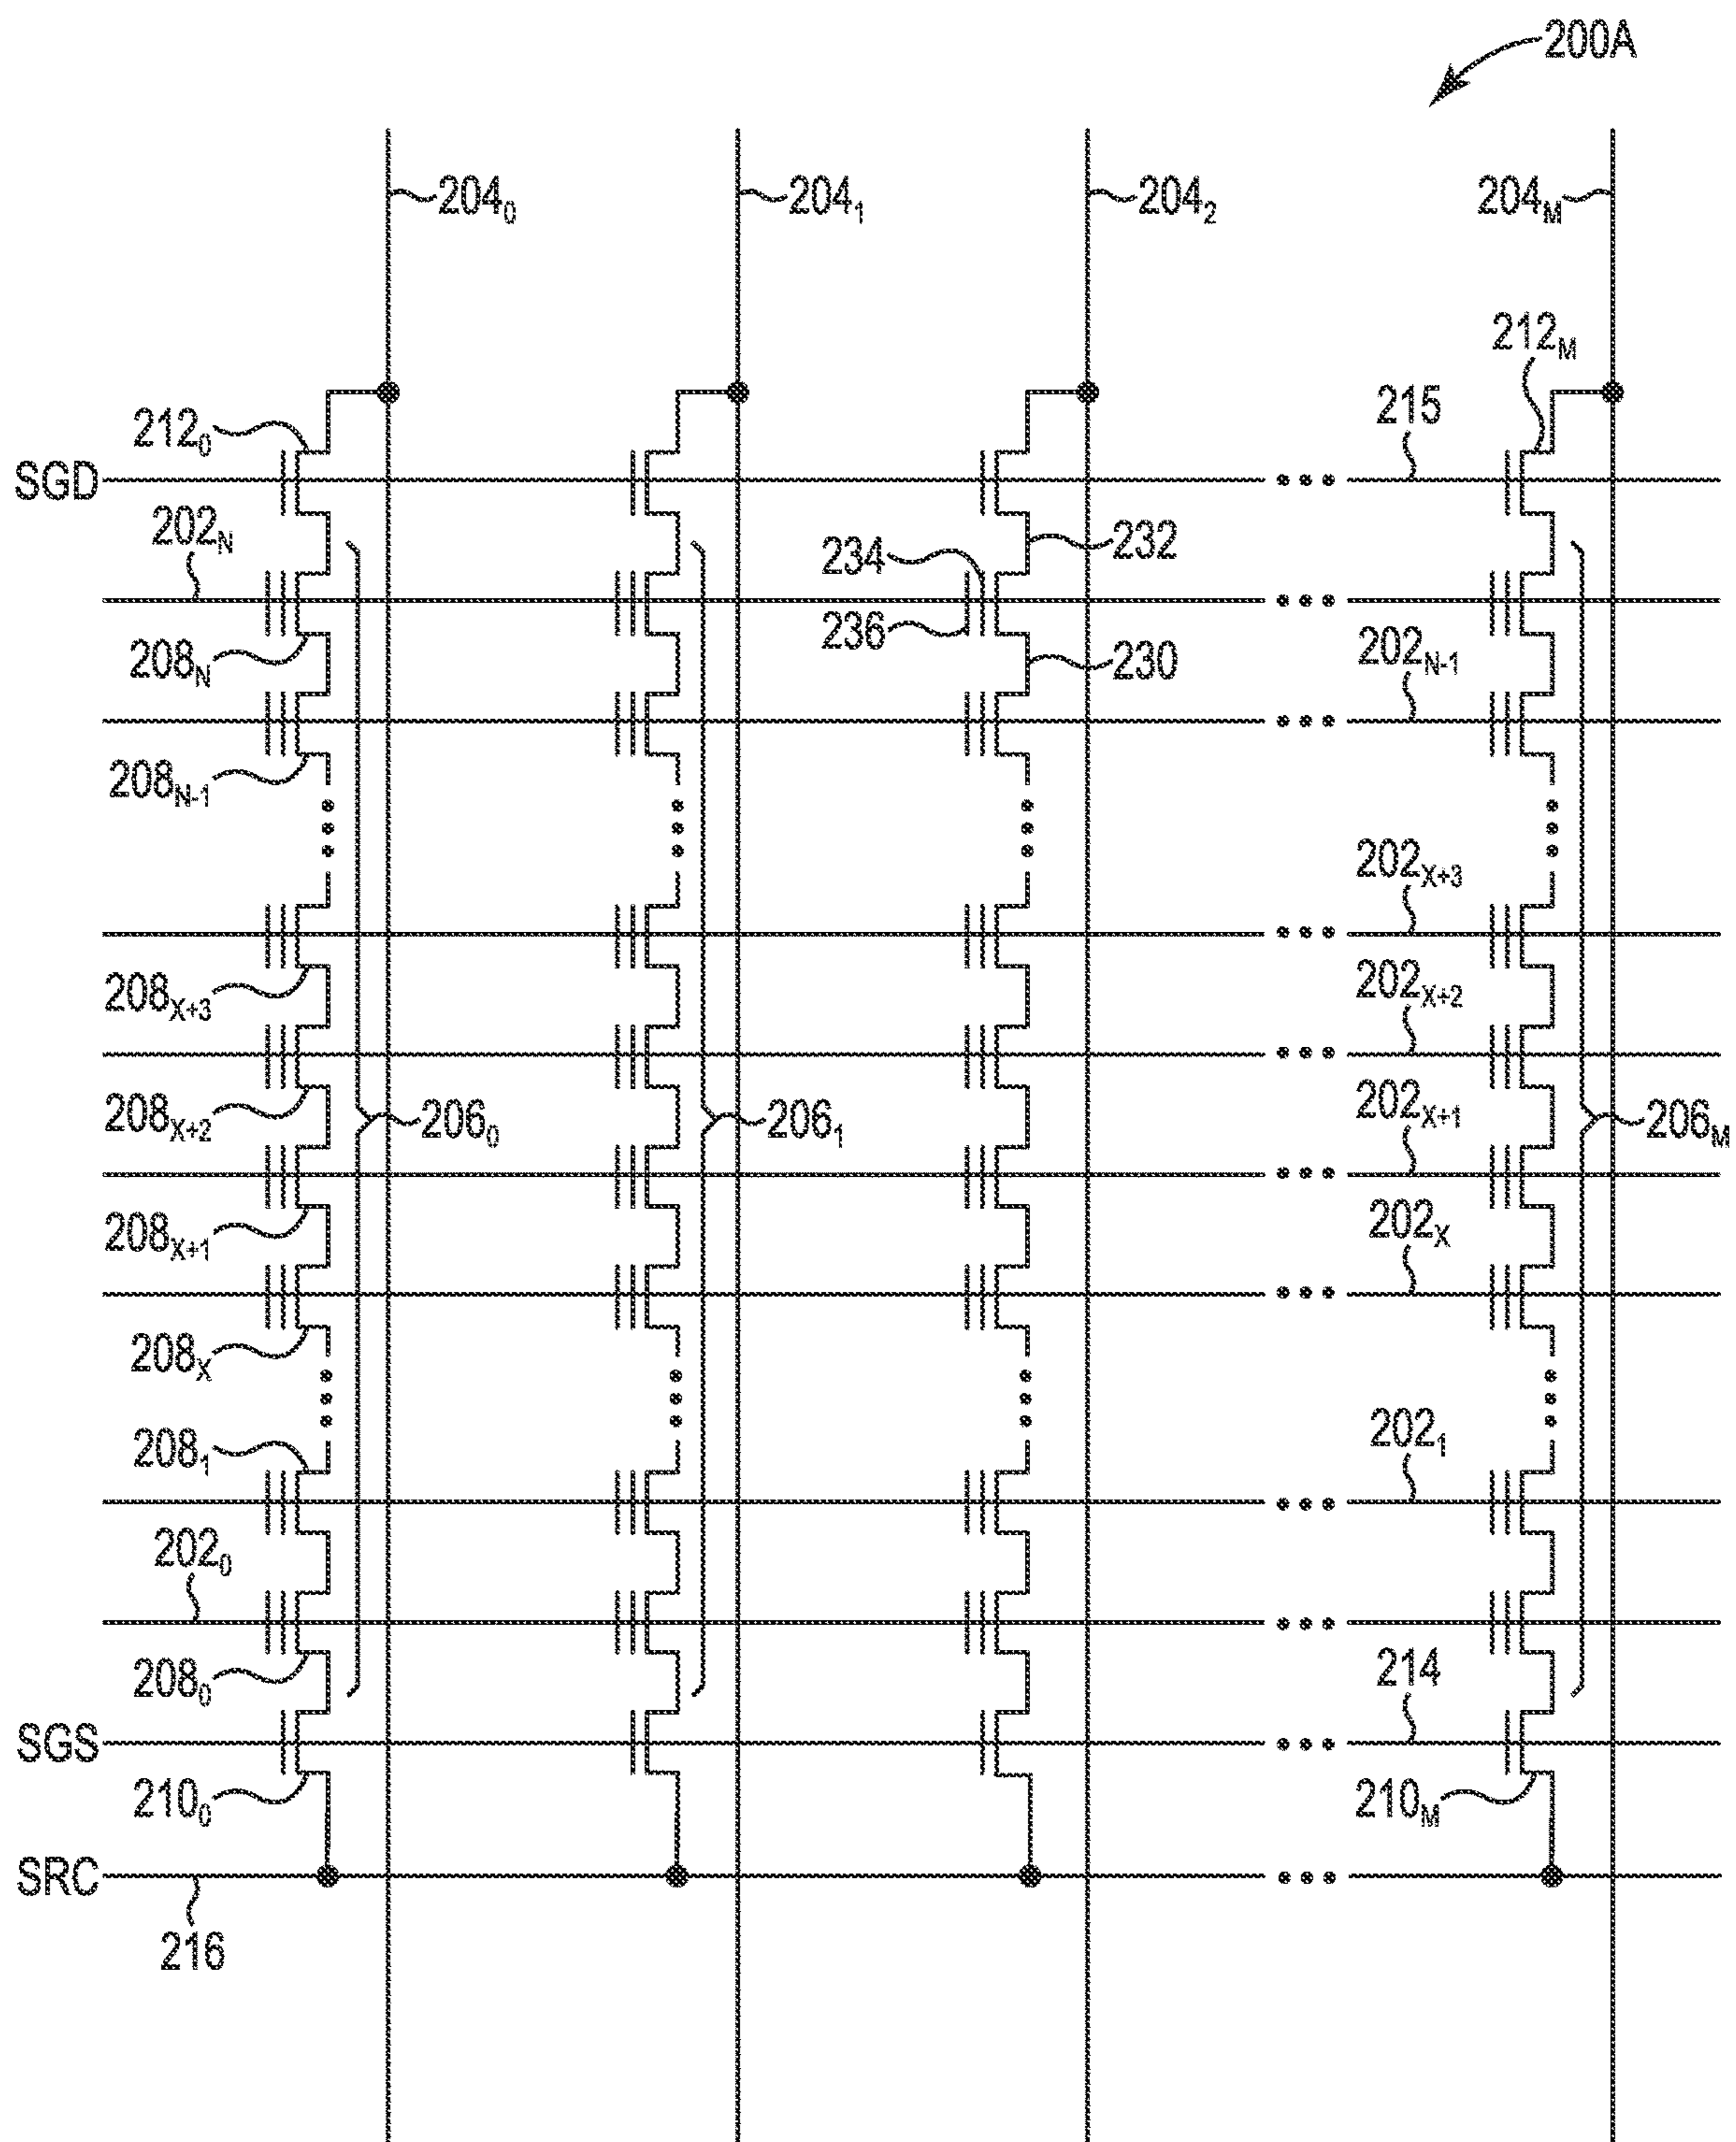 200A
204₀ 204₁ 204₂ 204M
212M
212₀ 215
SGD
202N 234 232
208N 236 230 202N-1
208N-1
202X+3
208X+3 202X+2
208X+2 206₀ 206₁ 202X+1 206M
208X+1 202X
208X
208₁ 202₁
202₀
208₀ 214
SGS
210₀ 210M
SRC
216